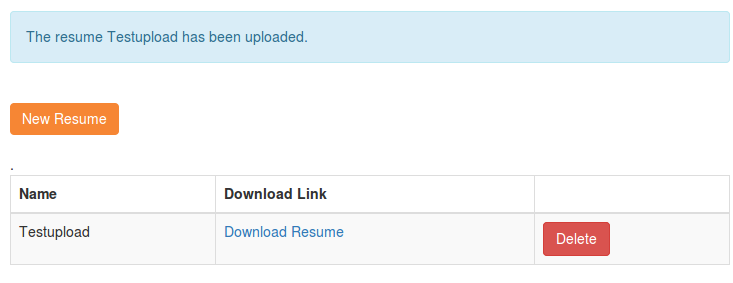 The resume Testupload has been uploaded.
New Resume
.
Name Download Link
Testupload Download Resume Delete